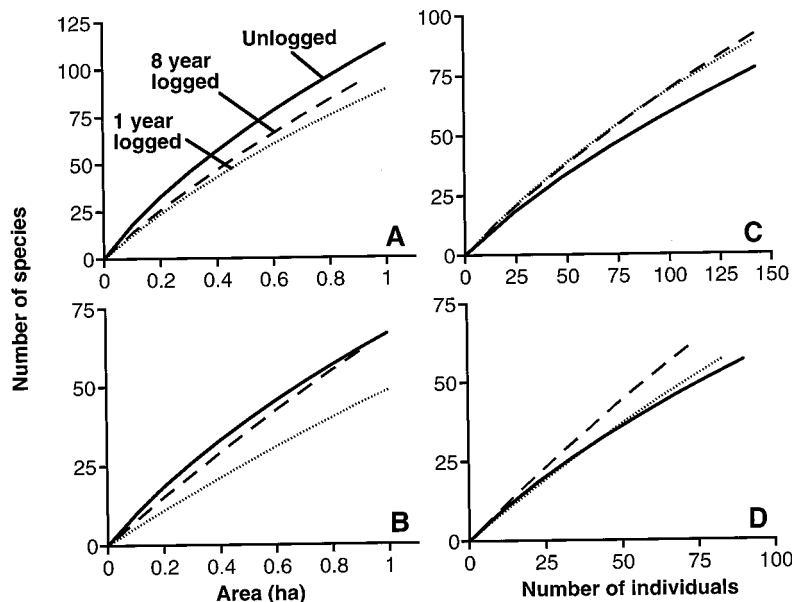 Number of species
125
100
75
50
25
0
Unlogged
8 year
logged
1 year
logged
A
0 0.2 0.4 0.6 0.8 1
100
75
50
25
0
C
0 25 50 75 100 125 150
75
50
25
0
B
0 0.2 0.4 0.6 0.8 1
Area (ha)
75
50
25
0
D
0 25 50 75 100
Number of individuals